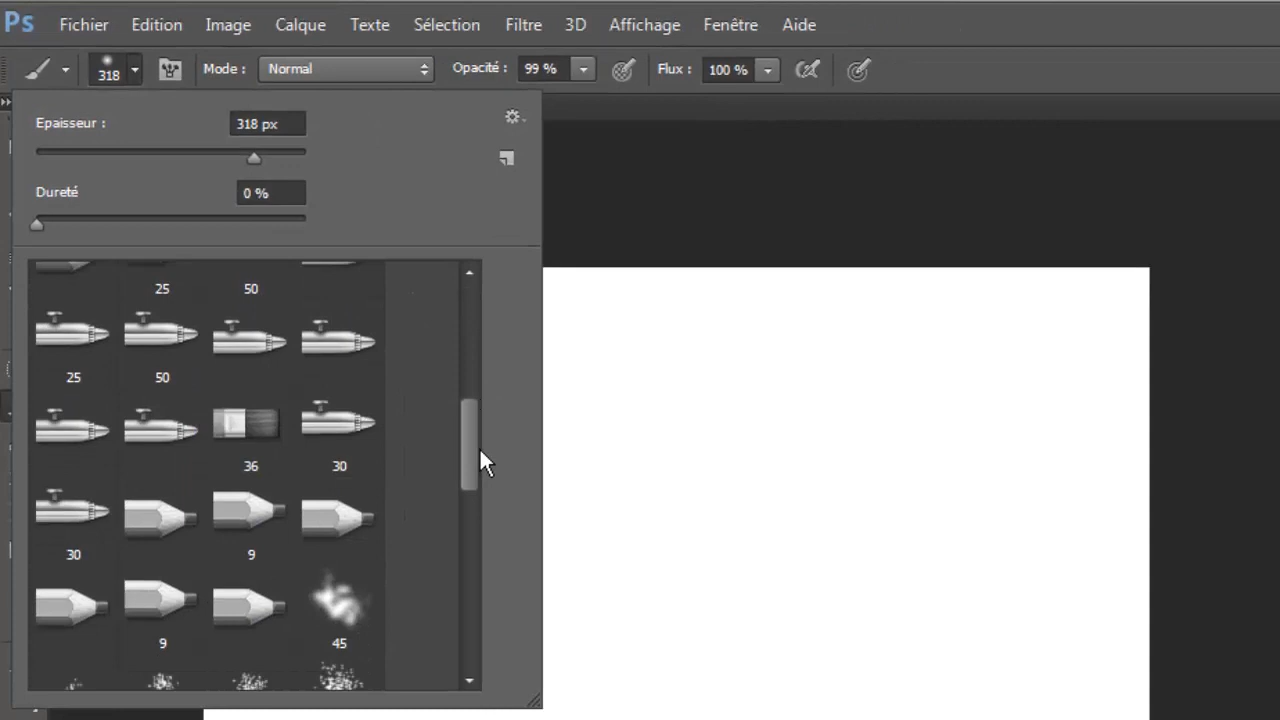 Ps Fichier Edition Image Calque Texte Sélection Filtre 3D Affichage Fenêtre Aide
318 Mode : Normal Opacité : 99 % Flux : 100 %
Epaisseur : 318 px
Dureté 0 %
25 50
25 50
36 30
30 9
9 45